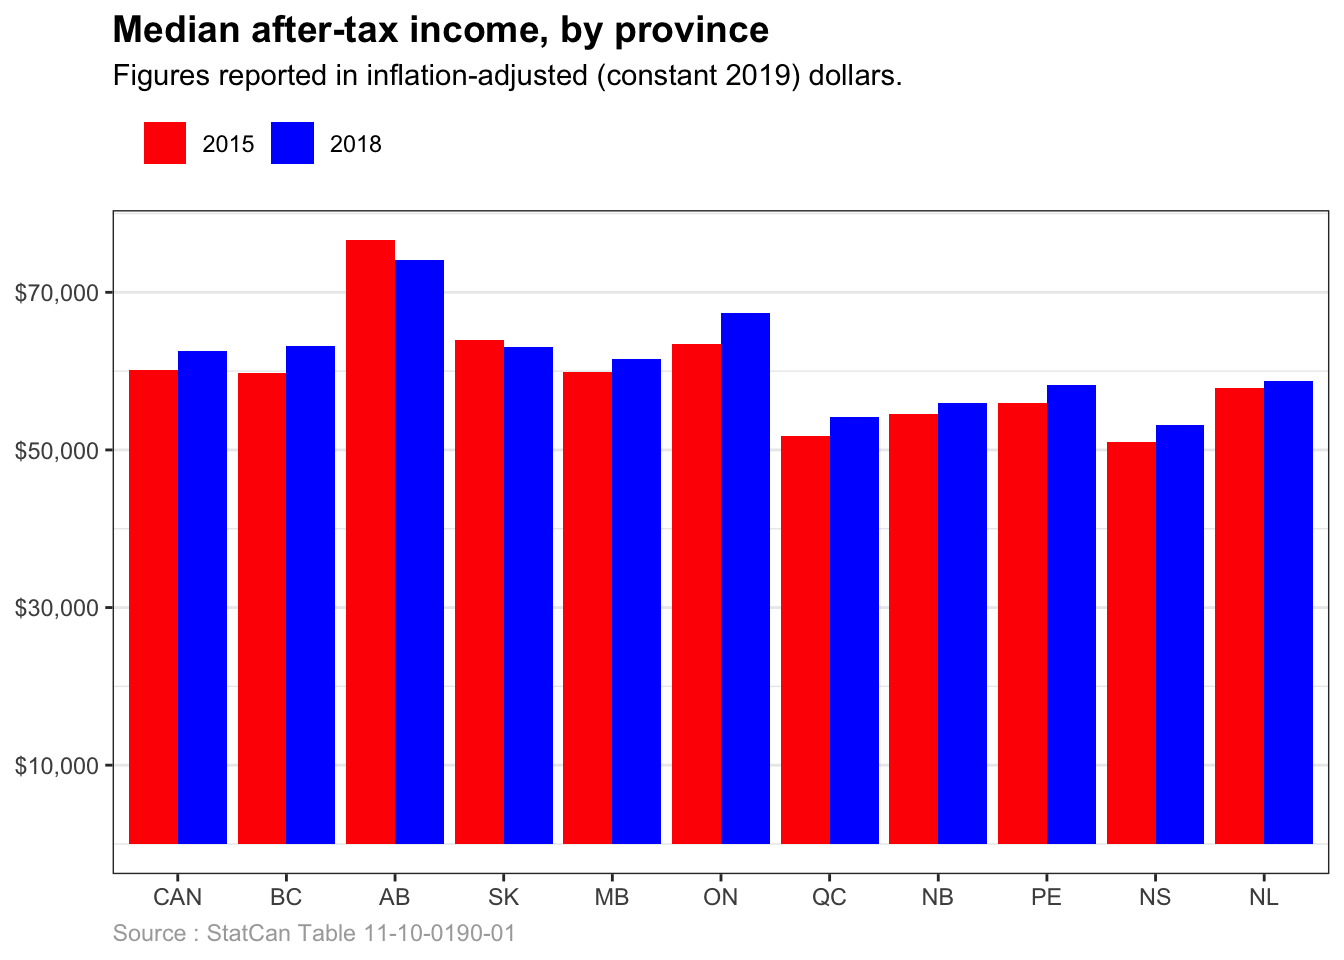 Median after-tax income, by province
Figures reported in inflation-adjusted (constant 2019) dollars.
2015 2018
$70,000
$50,000
$30,000
$10,000
CAN BC AB SK MB ON QC NB PE NS NL
Source : StatCan Table 11-10-0190-01